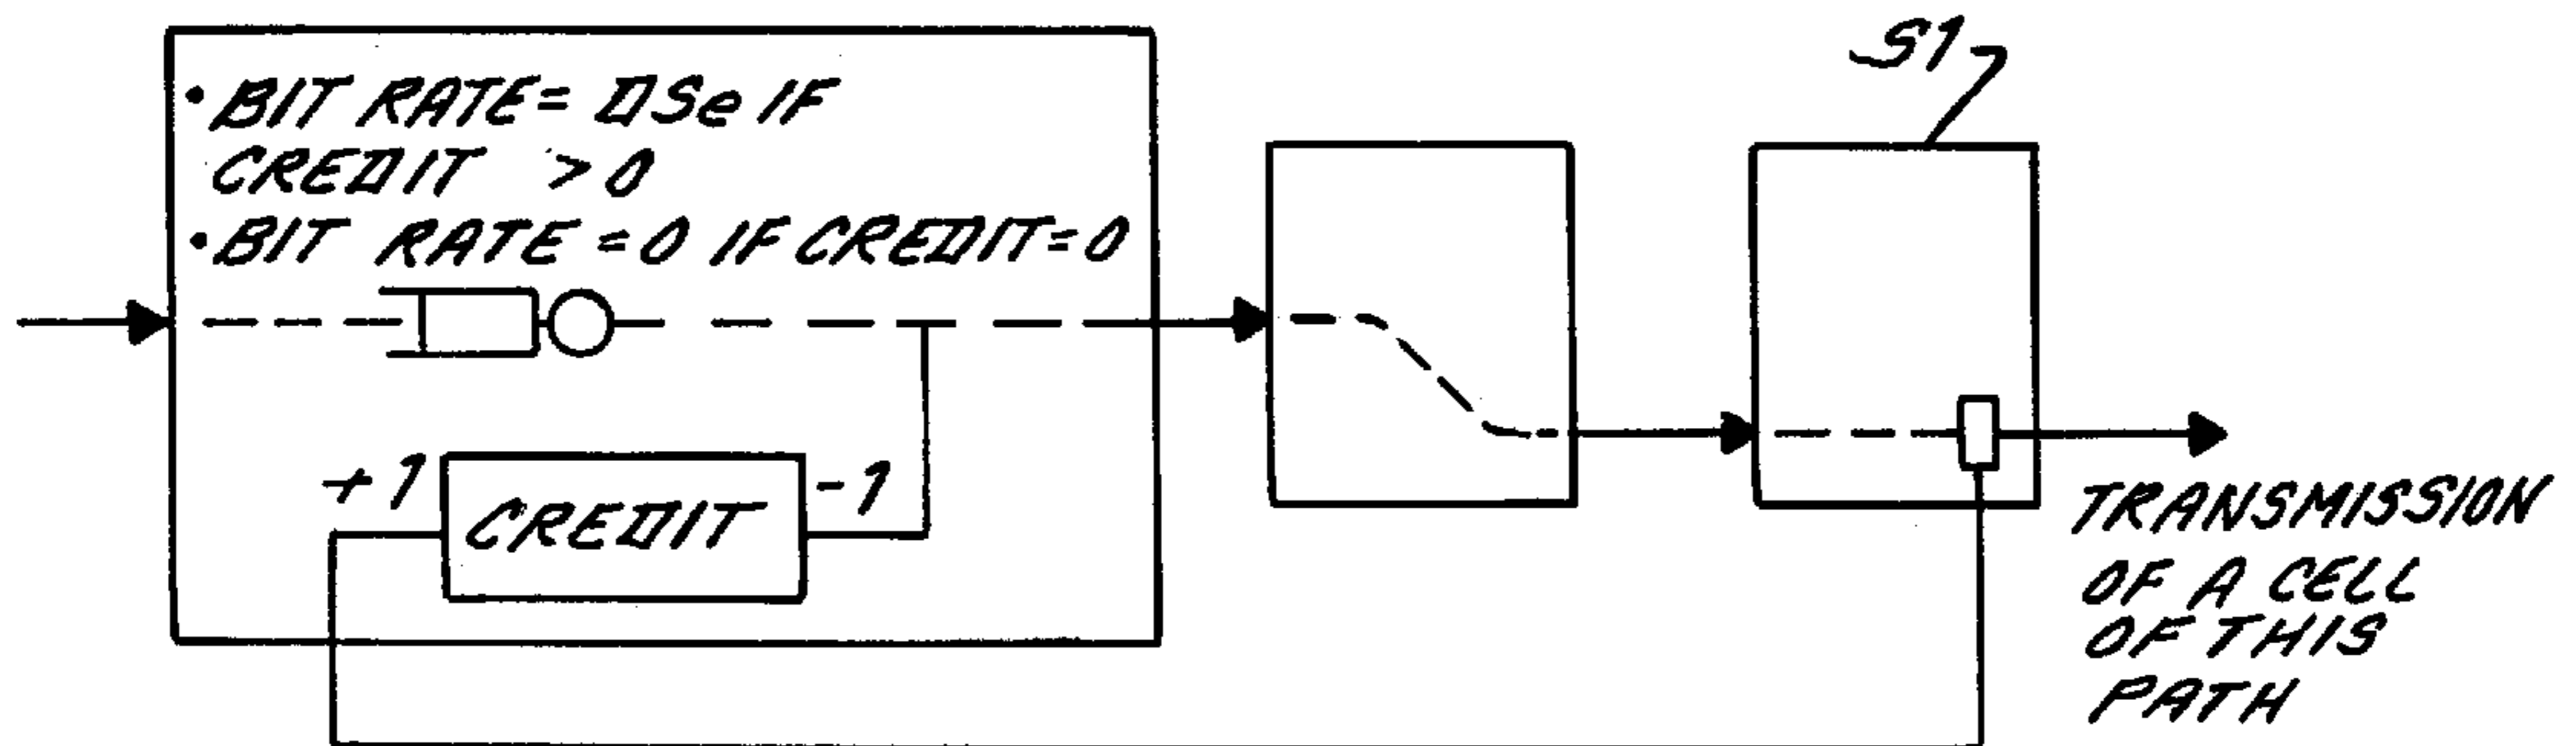 • BIT RATE = DSe IF
CREDIT > 0
• BIT RATE = 0 IF CREDIT = 0
+1
CREDIT
-1
S1
TRANSMISSION
OF A CELL
OF THIS
PATH